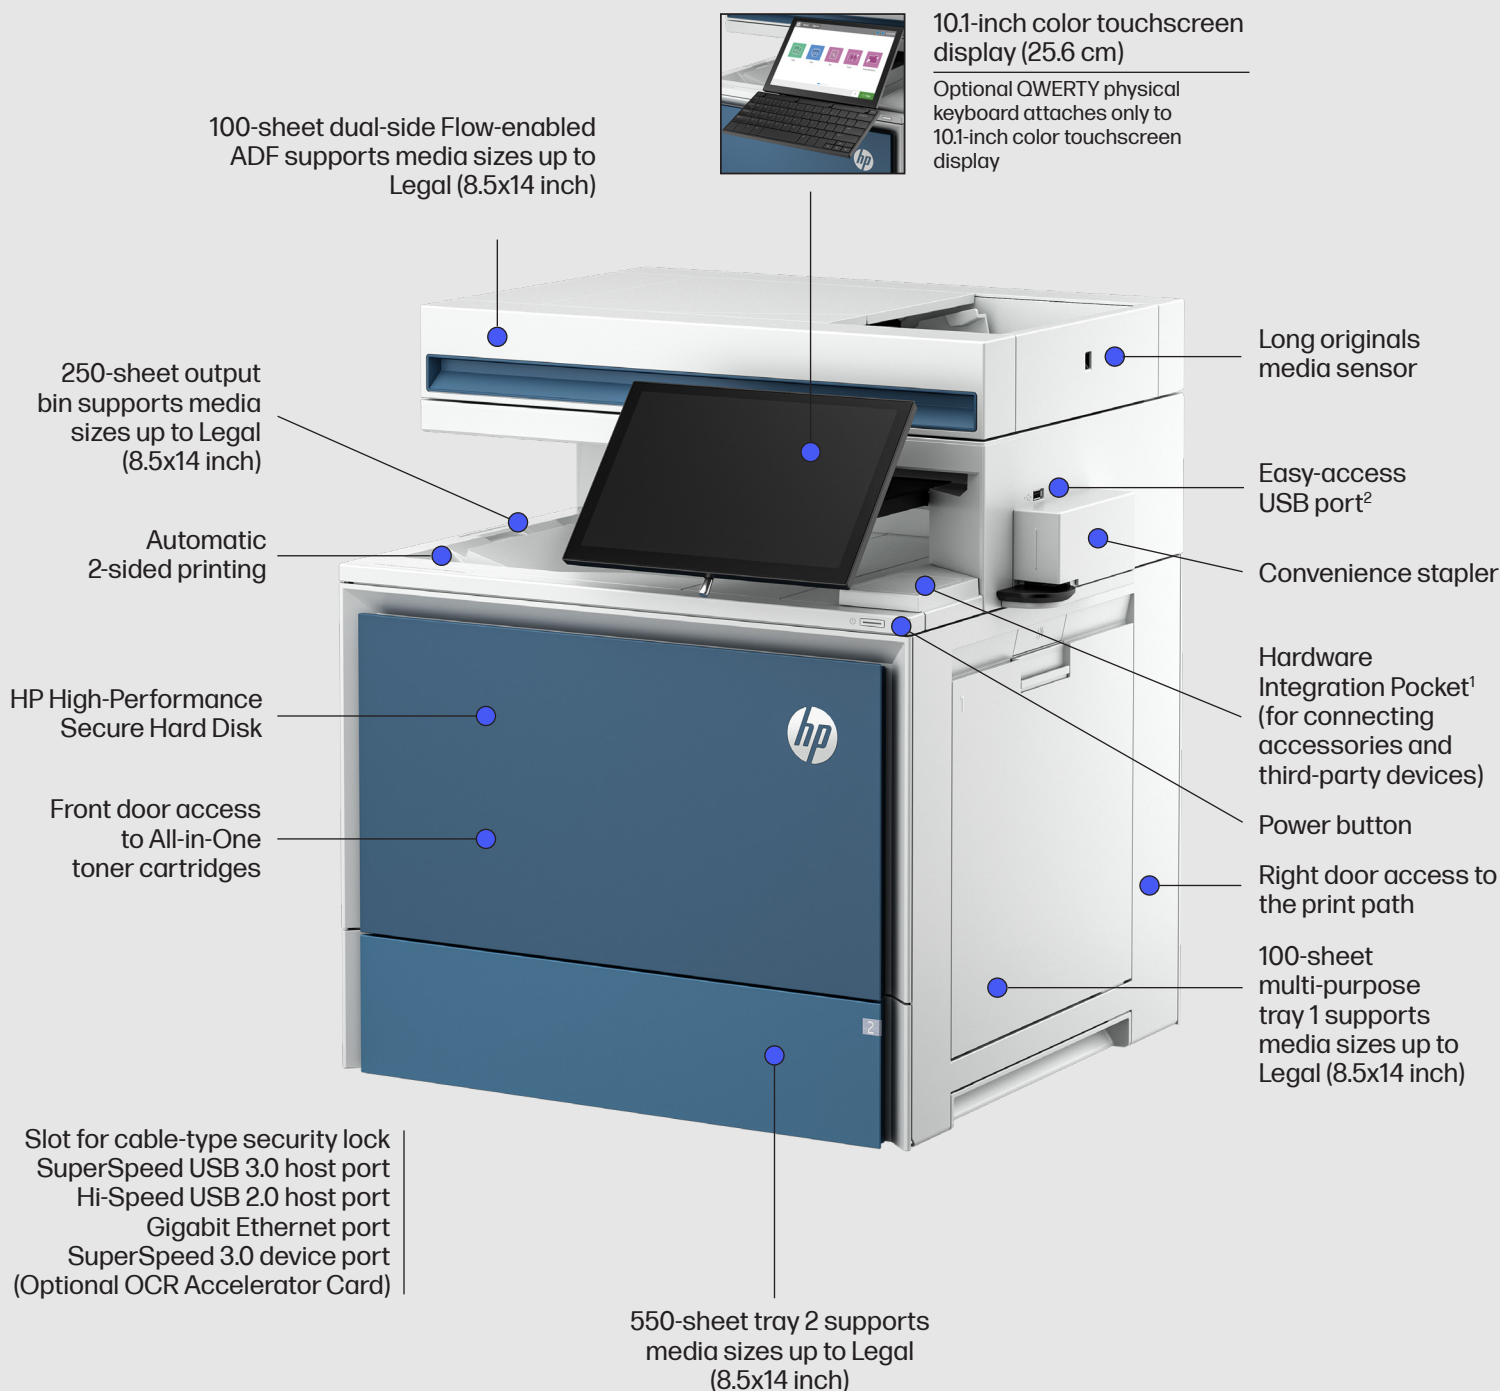 10.1-inch color touchscreen
display (25.6 cm)
Optional QWERTY physical
keyboard attaches only to
10.1-inch color touchscreen
display
hp
100-sheet dual-side Flow-enabled
ADF supports media sizes up to
Legal (8.5x14 inch)
250-sheet output
bin supports media
sizes up to Legal
(8.5x14 inch)
Automatic
2-sided printing
HP High-Performance
Secure Hard Disk
Front door access
to All-in-One
toner cartridges
hp
2
Long originals
media sensor
Easy-access
USB port²
Convenience stapler
Hardware
Integration Pocket¹
(for connecting
accessories and
third-party devices)
Power button
Right door access to
the print path
100-sheet
multi-purpose
tray 1 supports
media sizes up to
Legal (8.5x14 inch)
Slot for cable-type security lock
SuperSpeed USB 3.0 host port
Hi-Speed USB 2.0 host port
Gigabit Ethernet port
SuperSpeed 3.0 device port
(Optional OCR Accelerator Card)
550-sheet tray 2 supports
media sizes up to Legal
(8.5x14 inch)